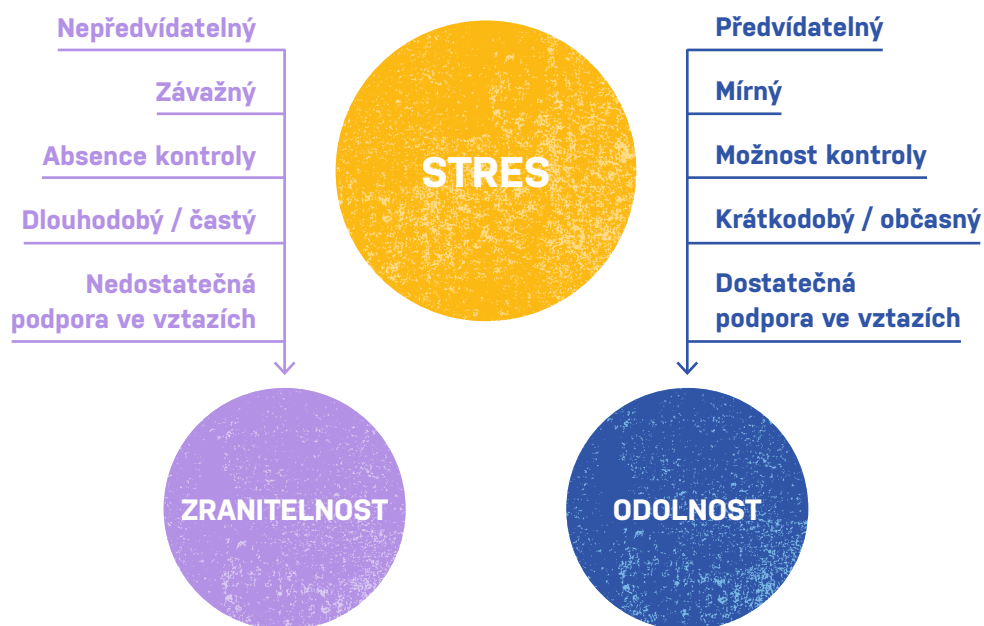 Nepředvídatelný
Závažný
Absence kontroly
Dlouhodobý / častý
Nedostatečná
podpora ve vztazích
STRES
Předvídatelný
Mírný
Možnost kontroly
Krátkodobý / občasný
Dostatečná
podpora ve vztazích
ZRANITELNOST
ODOLNOST